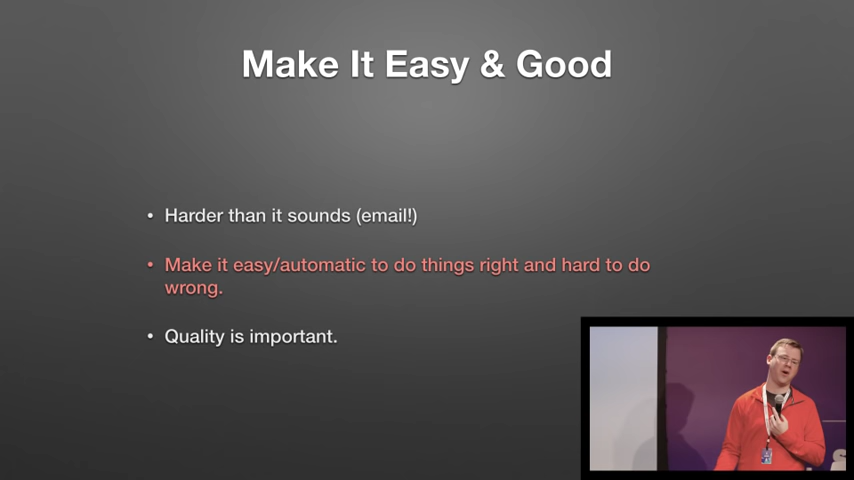 Make It Easy & Good
• Harder than it sounds (email!)
• Make it easy/automatic to do things right and hard to do
wrong.
• Quality is important.